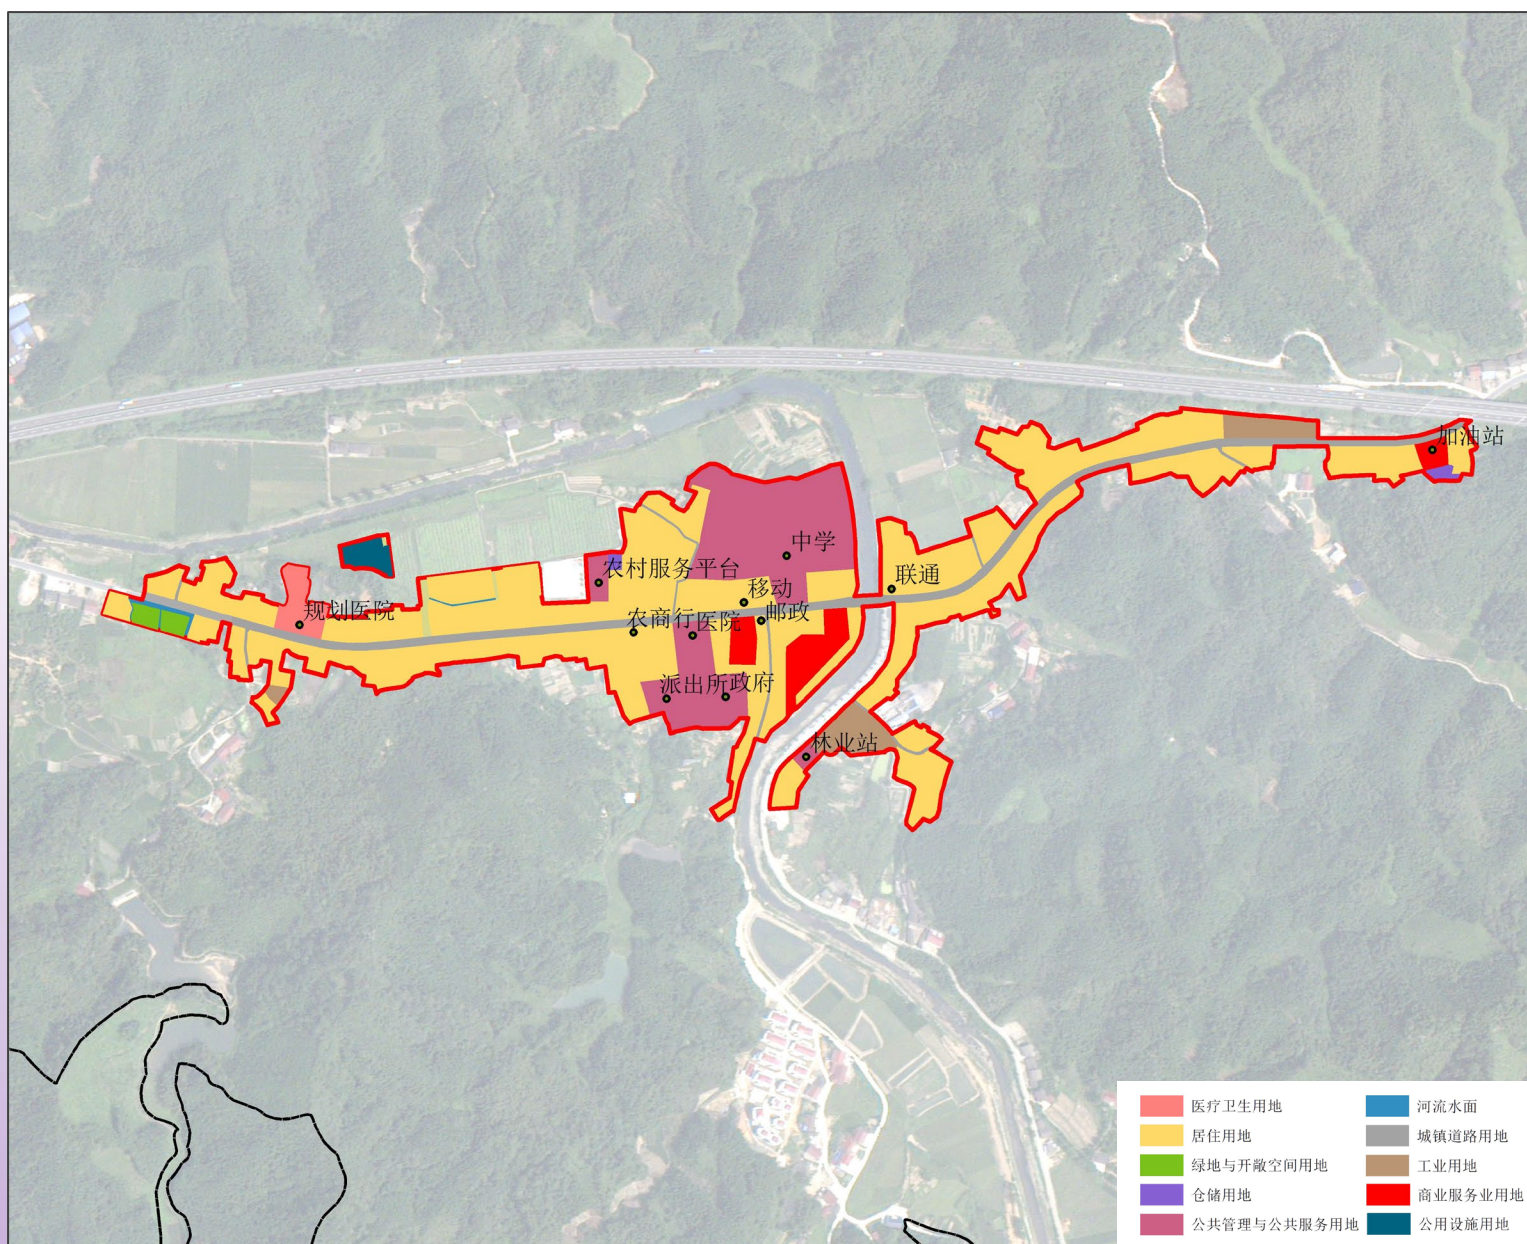 加油站
中学
农村服务平台
联通
移动
规划医院
农商行
医院
邮政
派出所
政府
林业站
医疗卫生用地
河流水面
居住用地
城镇道路用地
绿地与开敞空间用地
工业用地
仓储用地
商业服务业用地
公共管理与公共服务用地
公用设施用地